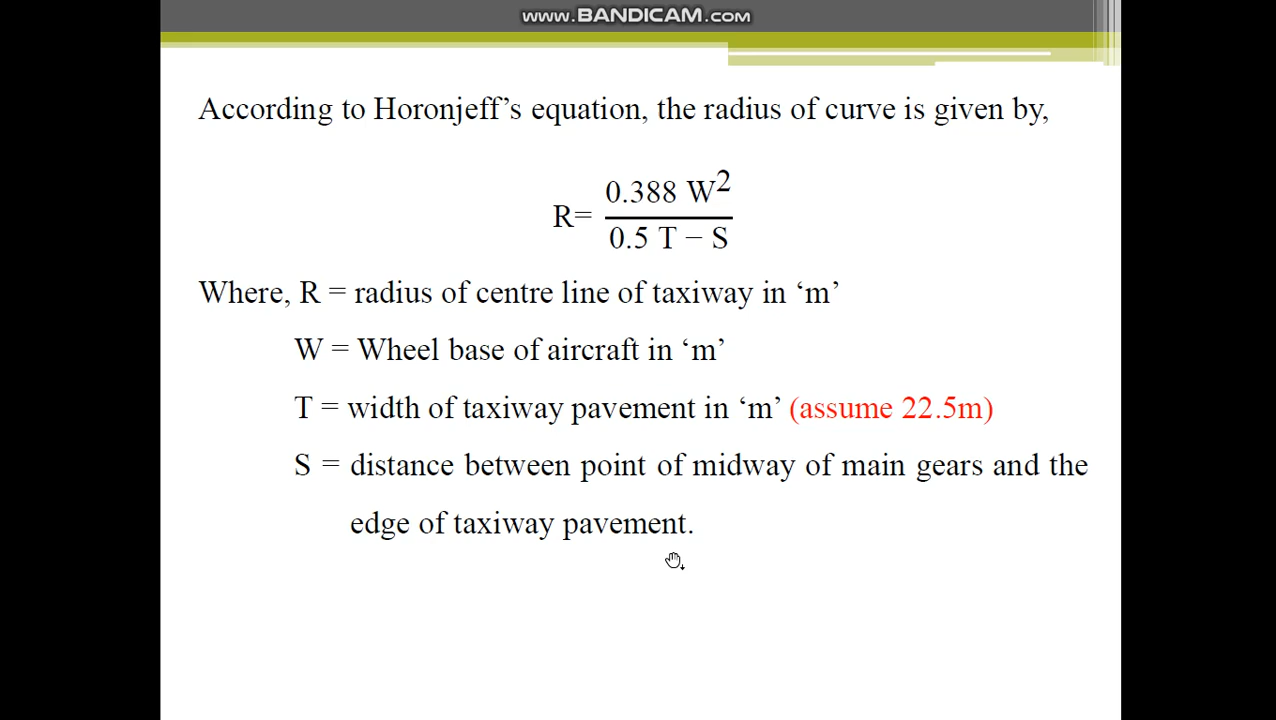 www.BANDICAM.com
According to Horonjeff’s equation, the radius of curve is given by,
R= 0.388 W² / 0.5 T − S
Where, R = radius of centre line of taxiway in ‘m’
W = Wheel base of aircraft in ‘m’
T = width of taxiway pavement in ‘m’ (assume 22.5m)
S = distance between point of midway of main gears and the
edge of taxiway pavement.